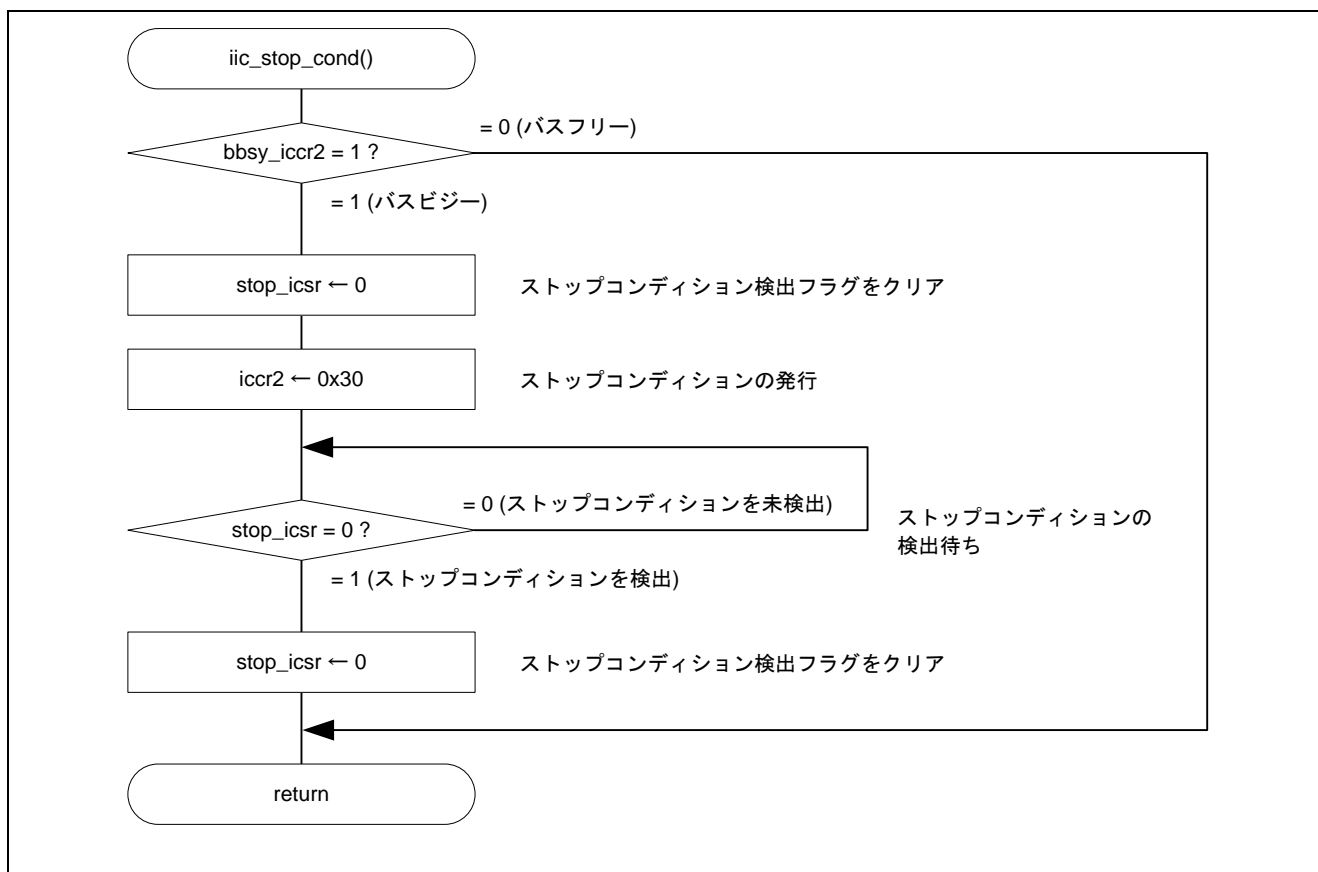 iic_stop_cond()
= 0 (バスフリー)
bbsy_iccr2 = 1 ?
= 1 (バスビジー)
stop_icsr ← 0
ストップコンディション検出フラグをクリア
iccr2 ← 0x30
ストップコンディションの発行
= 0 (ストップコンディションを未検出)
stop_icsr = 0 ?
ストップコンディションの
検出待ち
= 1 (ストップコンディションを検出)
stop_icsr ← 0
ストップコンディション検出フラグをクリア
return